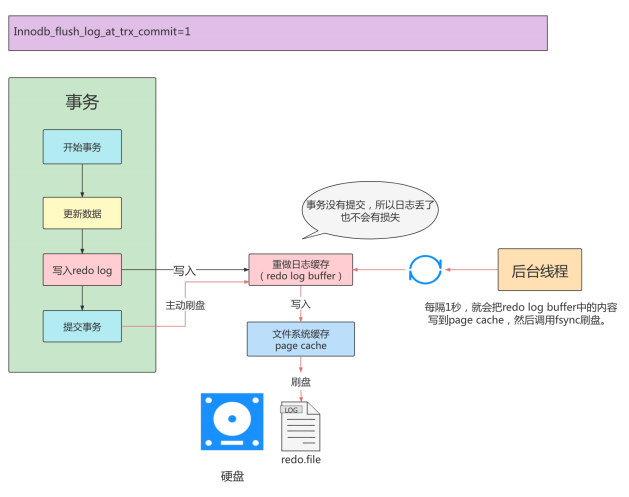 Innodb_flush_log_at_trx_commit=1
事务
开始事务
更新数据
写入redo log
提交事务
写入
主动刷盘
事务没有提交，所以日志丢了
也不会有损失
重做日志缓存
（redo log buffer）
写入
文件系统缓存
page cache
刷盘
LOG
redo.file
硬盘
后台线程
每隔1秒，就会把redo log buffer中的内容
写到page cache，然后调用fsync刷盘。